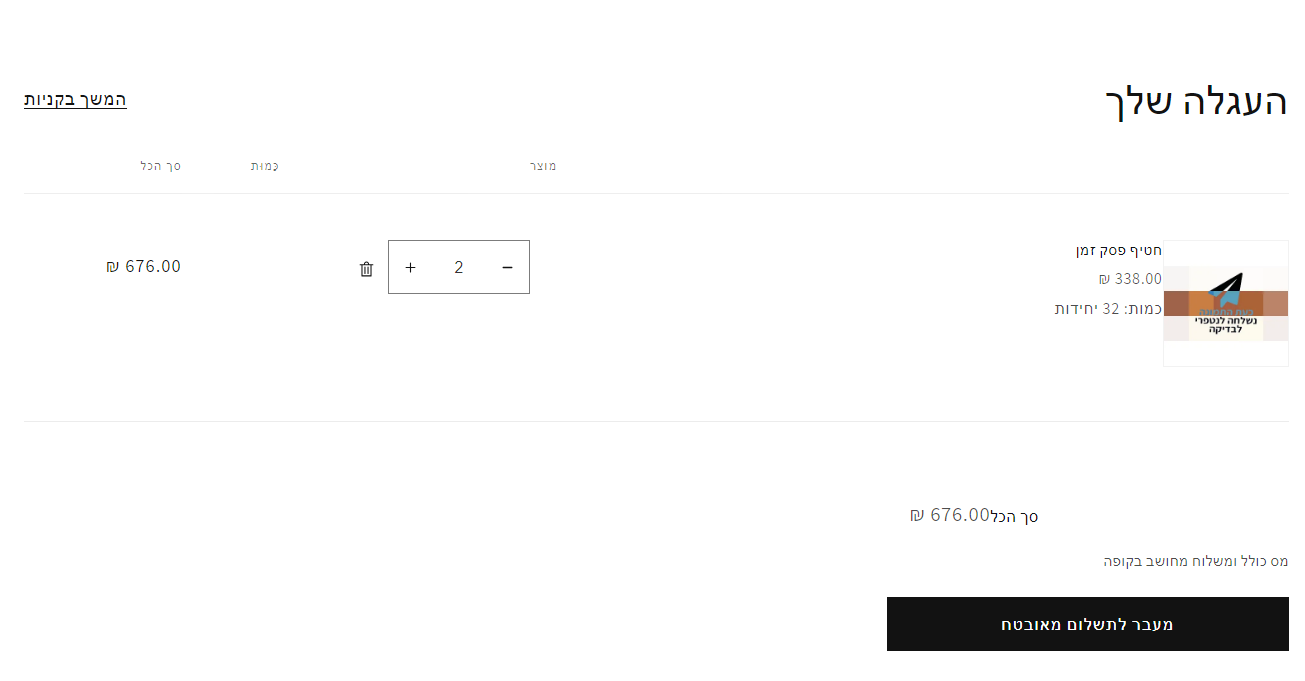 העגלה שלך
המשך בקניות
מוצר
כַּמוּת
סך הכל
חטיף פסק זמן
338.00 ₪
כמות: 32 יחידות
נשלחה לנטפרי
לבדיקה
2
676.00 ₪
סך הכל
676.00 ₪
מס כולל ומשלוח מחושב בקופה
מעבר לתשלום מאובטח